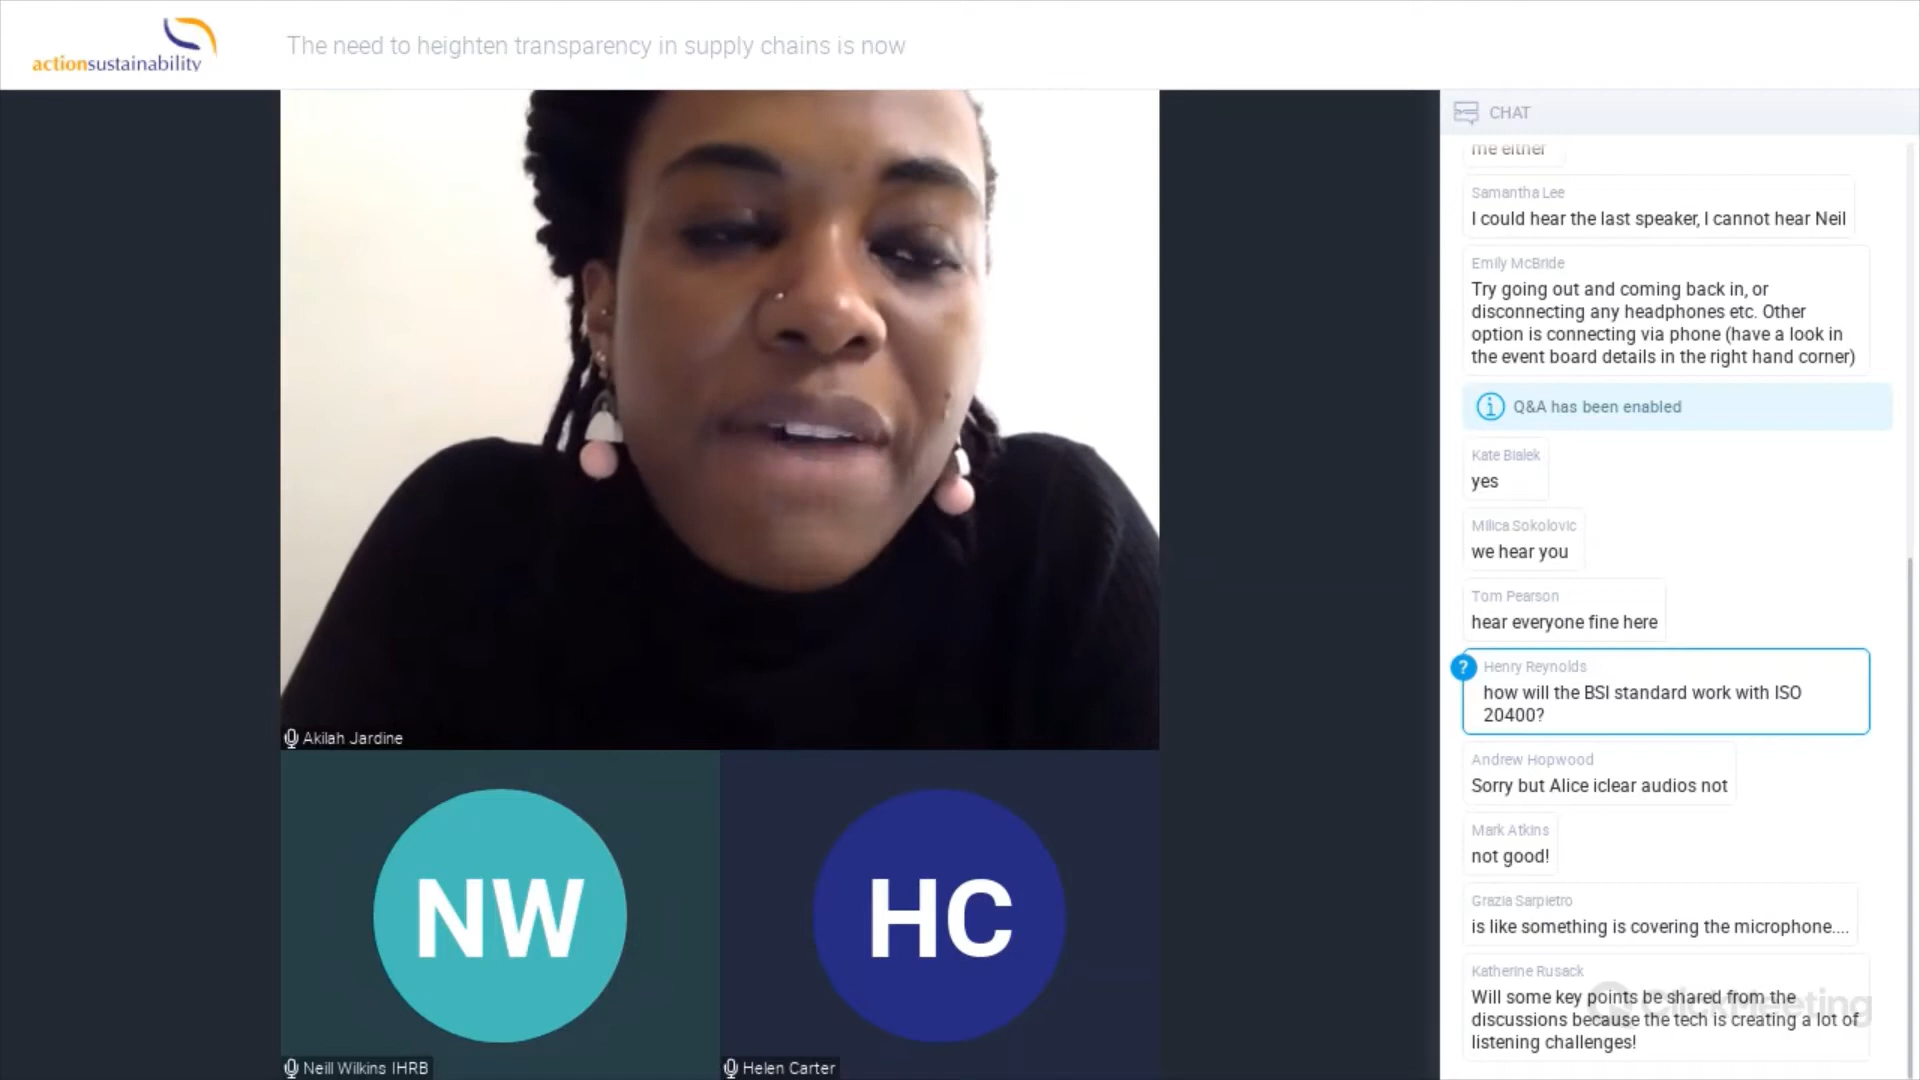 actionsustainability
The need to heighten transparency in supply chains is now
CHAT
me either
Samantha Lee
I could hear the last speaker, I cannot hear Neil
Emily McBride
Try going out and coming back in, or
disconnecting any headphones etc. Other
option is connecting via phone (have a look in
the event board details in the right hand corner)
Q&A has been enabled
Kate Bialek
yes
Milica Sokolovic
we hear you
Tom Pearson
hear everyone fine here
?
Henry Reynolds
how will the BSI standard work with ISO
20400?
Andrew Hopwood
Sorry but Alice iclear audios not
Mark Atkins
not good!
Grazia Sarpietro
is like something is covering the microphone....
Katherine Rusack
Will some key points be shared from the
discussions because the tech is creating a lot of
listening challenges!
ClickMeeting
Akilah Jardine
NW
Neill Wilkins IHRB
HC
Helen Carter